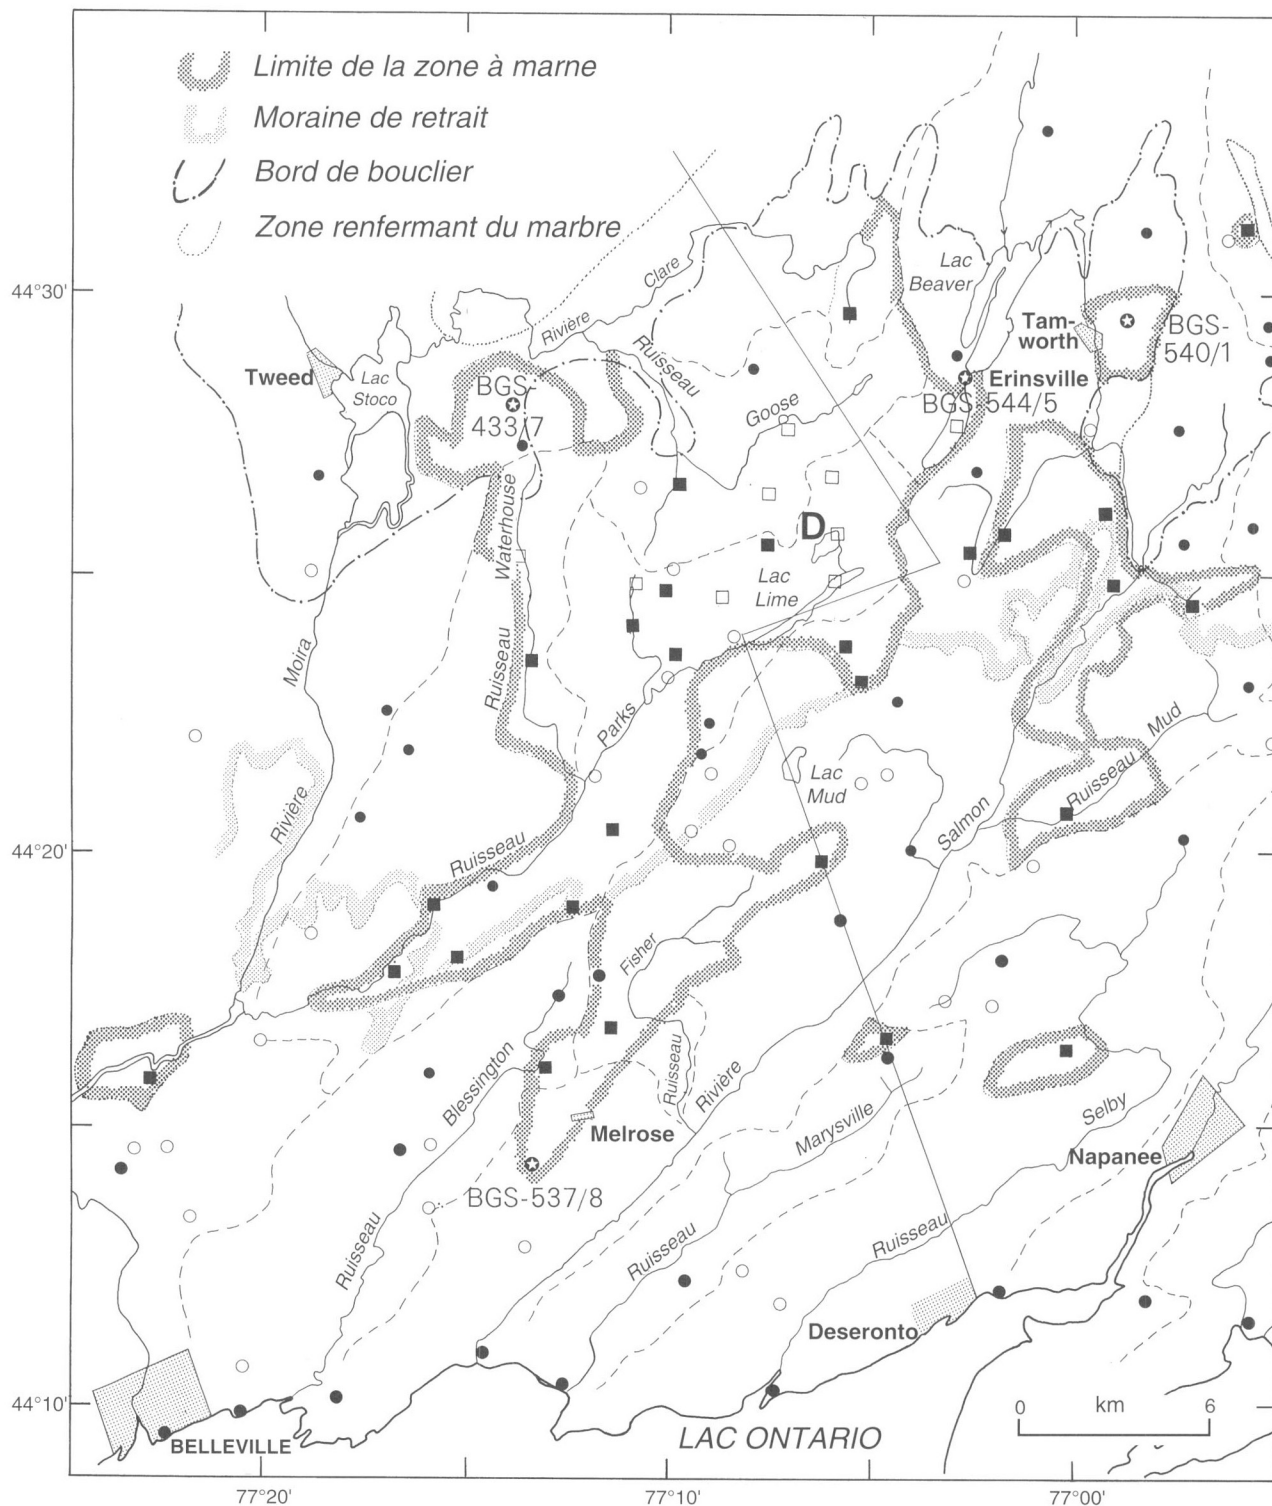 Limite de la zone à marne
Moraine de retrait
Bord de bouclier
Zone renfermant du marbre
44°30'
44°20'
44°10'
Clare
Rivière
Ruisseau
Goose
Lac
Beaver
Tam-
worth
BGS-
540/1
Erinsville
BGS-544/5
Tweed
Lac
Stoco
BGS-
433/7
Waterhouse
Ruisseau
D
Lac
Lime
Moira
Rivière
Parks
Ruisseau
Lac
Mud
Mud
Ruisseau
Salmon
Rivière
Fisher
Ruisseau
Blessington
Ruisseau
Melrose
BGS-537/8
Marysville
Ruisseau
Selby
Ruisseau
Napanee
Deseronto
BELLEVILLE
LAC ONTARIO
0 km 6
77°20'
77°10'
77°00'